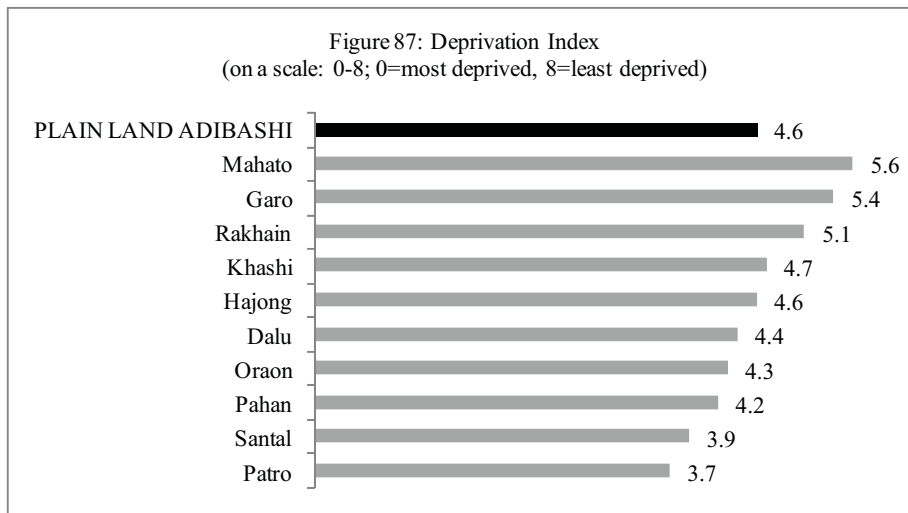 Figure 87: Deprivation Index
(on a scale: 0-8; 0=most deprived, 8=least deprived)
PLAIN LAND ADIBASHI 4.6
Mahato 5.6
Garo 5.4
Rakhain 5.1
Khashi 4.7
Hajong 4.6
Dalu 4.4
Oraon 4.3
Pahan 4.2
Santal 3.9
Patro 3.7